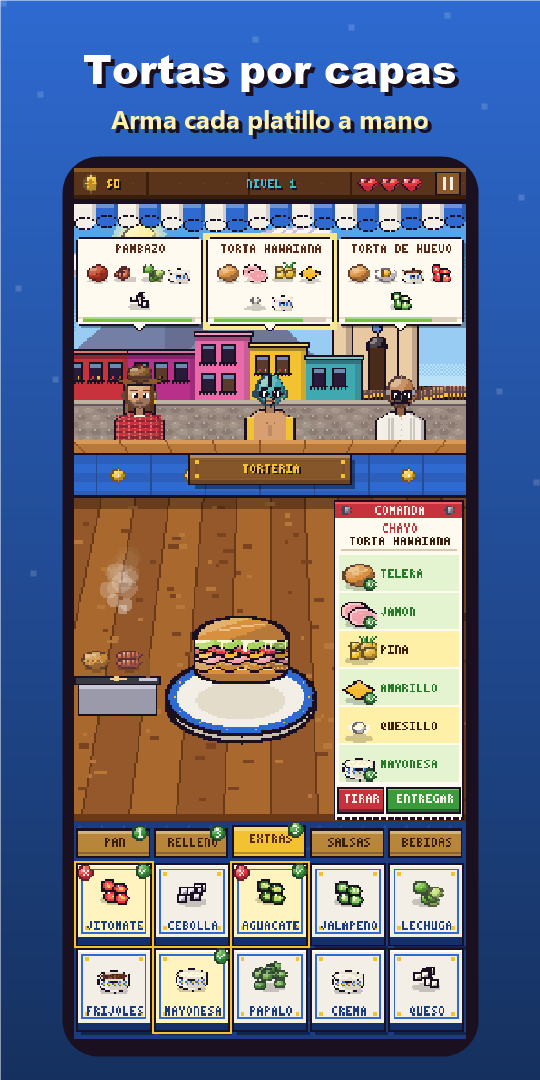 Tortas por capas
Arma cada platillo a mano
$0
NIVEL 1
PAMBAZO
TORTA HAWAIANA
TORTA DE HUEVO
TORTERIA
COMANDA
CHAYO
TORTA HAWAIANA
TELERA
JAMON
PINA
AMARILLO
QUESILLO
MAYONESA
TIRAR
ENTREGAR
PAN 1
RELLENO 3
EXTRAS 3
SALSAS
BEBIDAS
JITOMATE
CEBOLLA
AGUACATE
JALAPENO
LECHUGA
FRIJOLES
MAYONESA
PAPALO
CREMA
QUESO